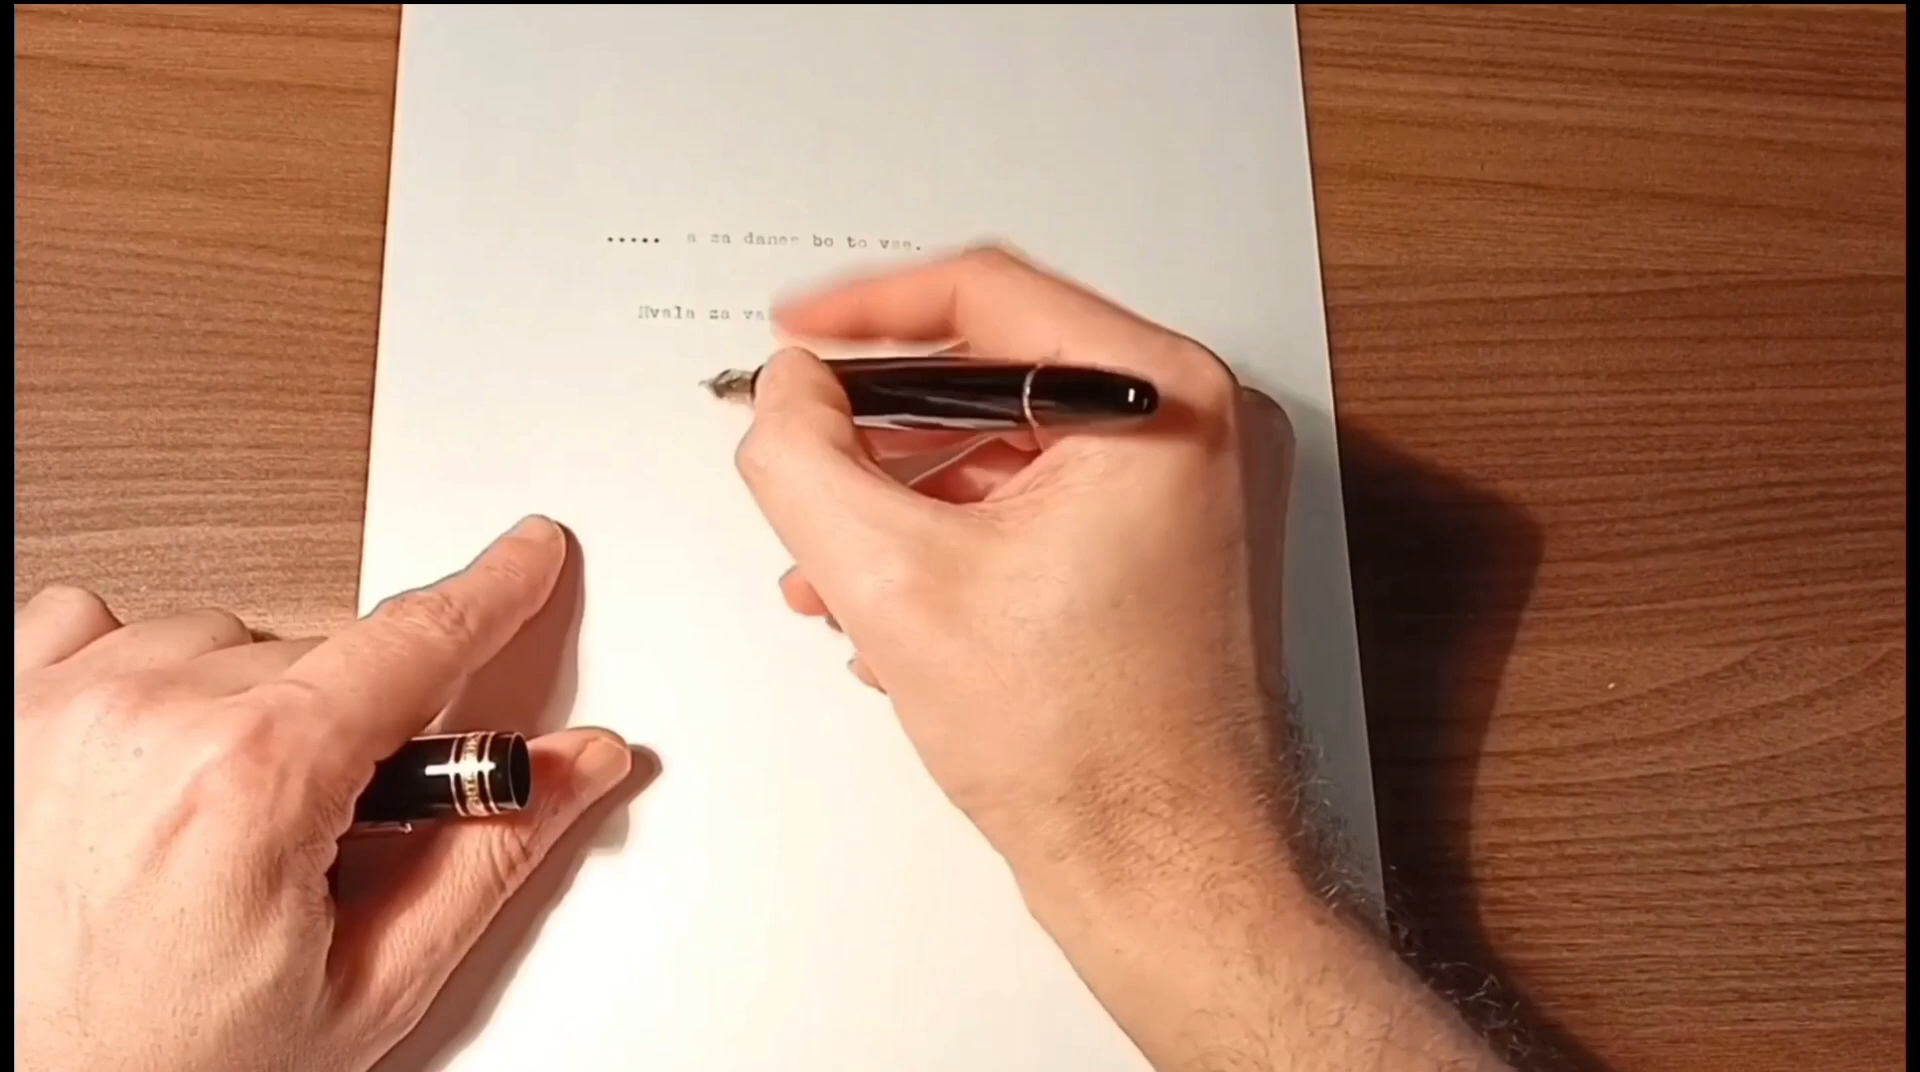 ..... a za danes bo to vse.
Hvala za